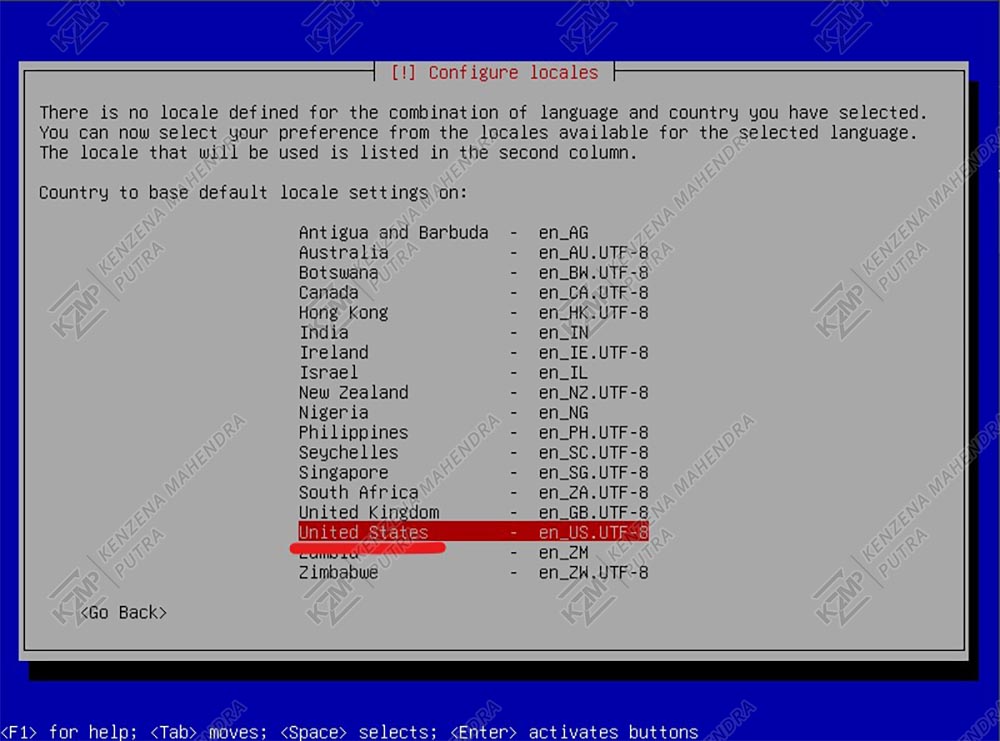 [!] Configure locales
There is no locale defined for the combination of language and country you have selected.
You can now select your preference from the locales available for the selected language.
The locale that will be used is listed in the second column.
Country to base default locale settings on:
Antigua and Barbuda - en_AG
Australia - en_AU.UTF-8
Botswana - en_BW.UTF-8
Canada - en_CA.UTF-8
Hong Kong - en_HK.UTF-8
India - en_IN
Ireland - en_IE.UTF-8
Israel - en_IL
New Zealand - en_NZ.UTF-8
Nigeria - en_NG
Philippines - en_PH.UTF-8
Seychelles - en_SC.UTF-8
Singapore - en_SG.UTF-8
South Africa - en_ZA.UTF-8
United Kingdom - en_GB.UTF-8
United States - en_US.UTF-8
Zambia - en_ZM
Zimbabwe - en_ZW.UTF-8
<Go Back>
<F1> for help; <Tab> moves; <Space> selects; <Enter> activates buttons
KZMP KENZENA MAHENDRA
PUTRA